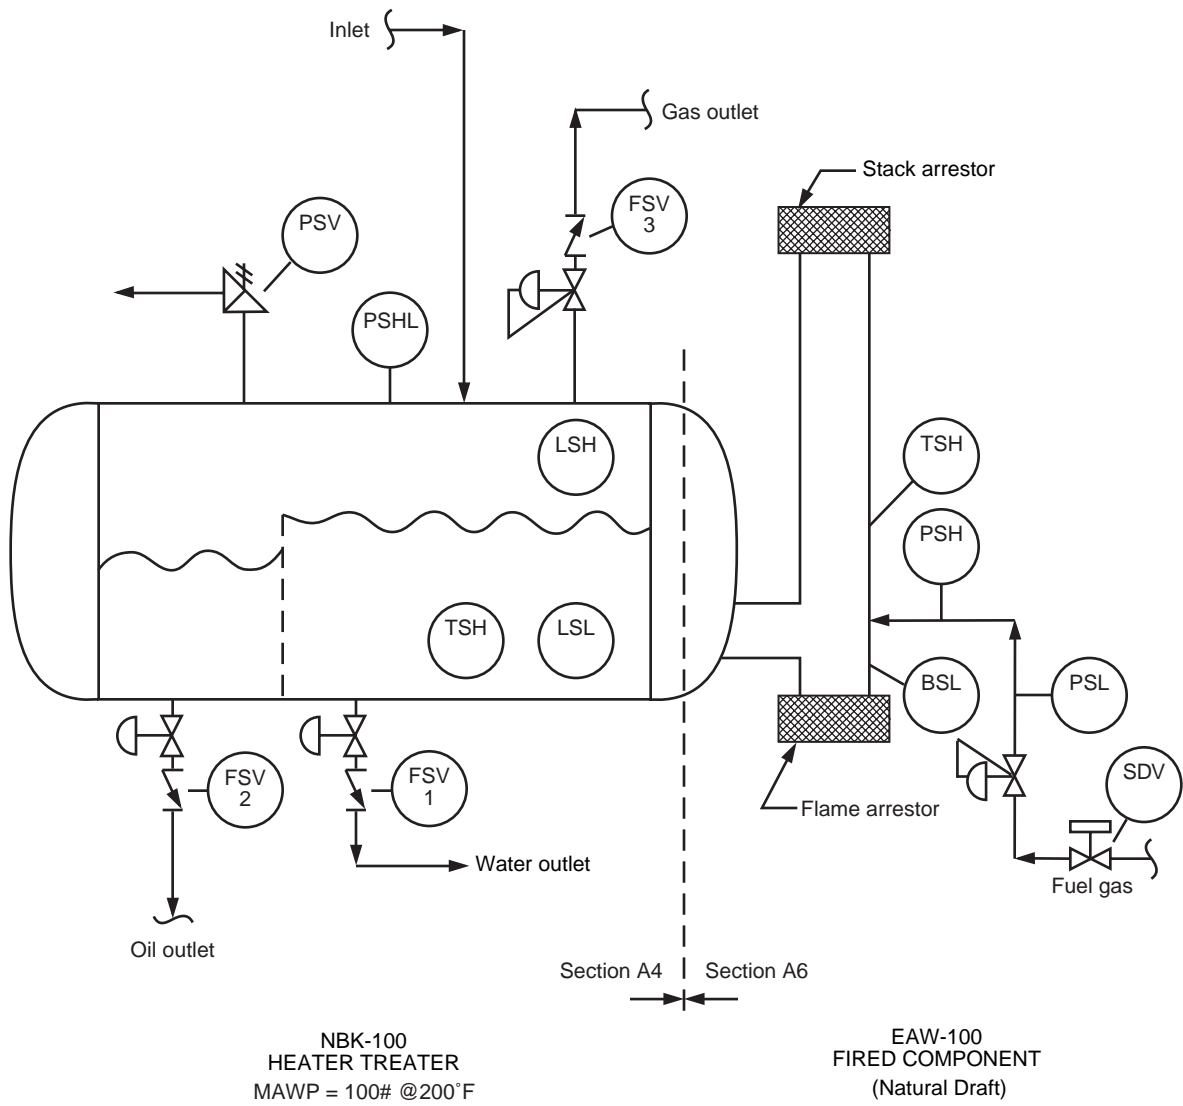 Inlet
Gas outlet
Stack arrestor
PSV
FSV
3
PSHL
LSH
TSH
PSH
TSH
LSL
BSL
PSL
FSV
2
FSV
1
SDV
Flame arrestor
Water outlet
Fuel gas
Oil outlet
Section A4
Section A6
NBK-100
HEATER TREATER
MAWP = 100# @200˚F
EAW-100
FIRED COMPONENT
(Natural Draft)